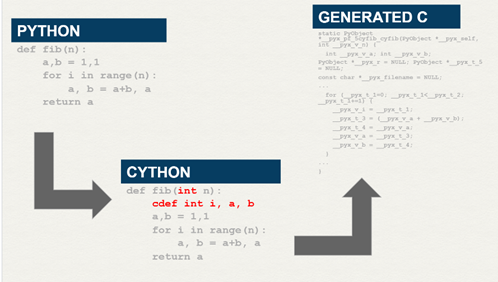 PYTHON
def fib(n):
a,b = 1,1
for i in range(n):
a, b = a+b, a
return a
CYTHON
def fib(int n):
cdef int i, a, b
a,b = 1,1
for i in range(n):
a, b = a+b, a
return a
GENERATED C
static PyObject
*__pyx_pf_5cyfib_cyfib(PyObject *__pyx_self,
int __pyx_v_n) {
int __pyx_v_a; int __pyx_v_b;
PyObject *__pyx_r = NULL; PyObject *__pyx_t_5
= NULL;
const char *__pyx_filename = NULL;
...
for (__pyx_t_1=0; __pyx_t_1<__pyx_t_2;
__pyx_t_1+=1) {
__pyx_v_i = __pyx_t_1;
__pyx_t_3 = (__pyx_v_a + __pyx_v_b);
__pyx_t_4 = __pyx_v_a;
__pyx_v_a = __pyx_t_3;
__pyx_v_b = __pyx_t_4;
}
...
}